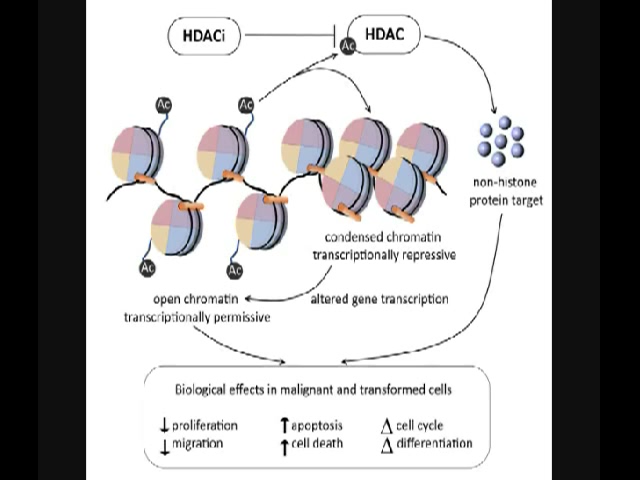 HDACi
HDAC
Ac
Ac
Ac
non-histone
protein target
condensed chromatin
transcriptionally repressive
Ac
Ac
open chromatin
altered gene transcription
transcriptionally permissive
Biological effects in malignant and transformed cells
↓ proliferation
↑ apoptosis
Δ cell cycle
↓ migration
↑ cell death
Δ differentiation